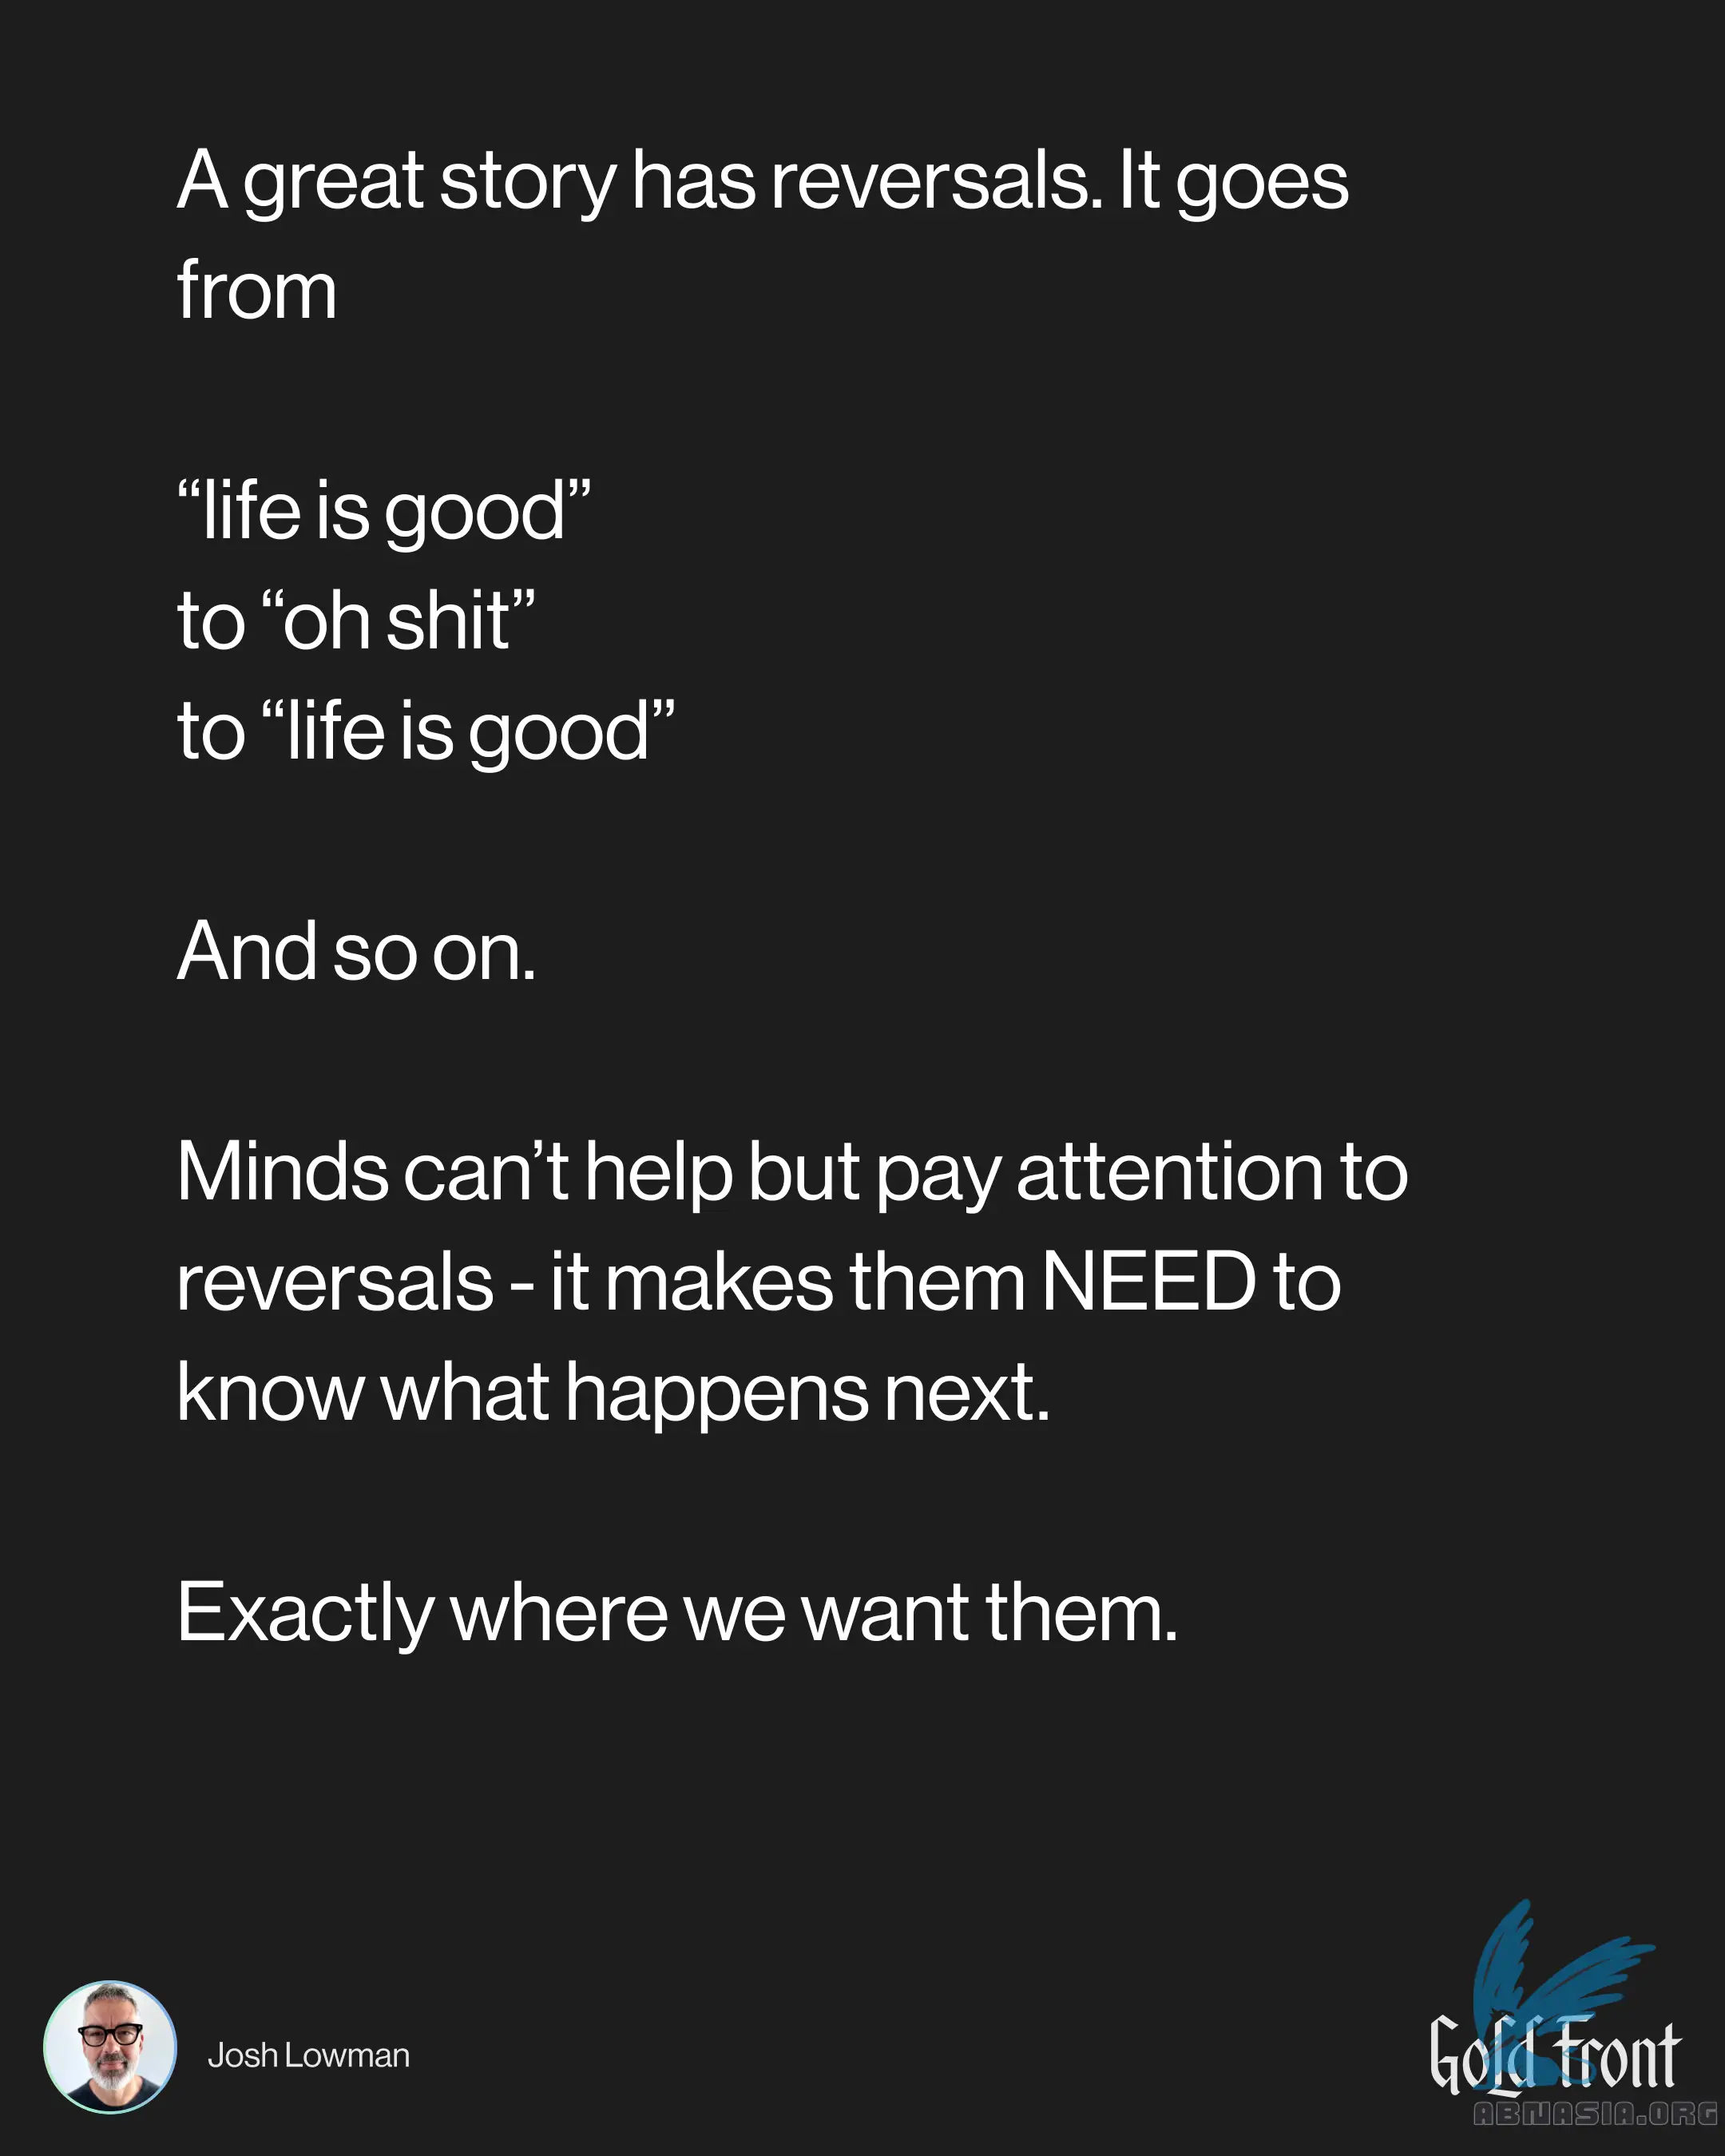 A great story has reversals. It goes
from
“life is good”
to “oh shit”
to “life is good”
And so on.
Minds can’t help but pay attention to
reversals - it makes them NEED to
know what happens next.
Exactly where we want them.
Josh Lowman
Gold Front
ABNASIA.ORG